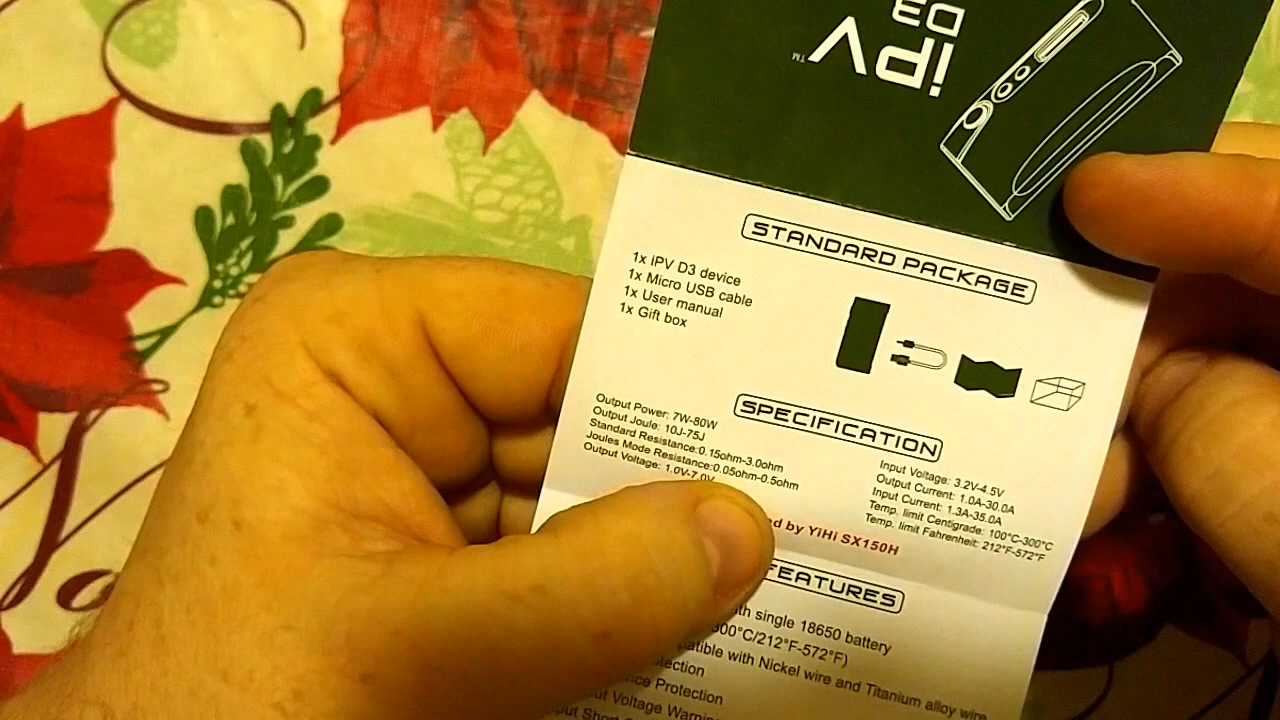 iPV™
D3
STANDARD PACKAGE
1x iPV D3 device
1x Micro USB cable
1x User manual
1x Gift box
SPECIFICATION
Output Power: 7W-80W
Output Joule: 10J-75J
Standard Resistance:0.15ohm-3.0ohm
Joules Mode Resistance:0.05ohm-0.5ohm
Output Voltage: 1.0V-7.0V
Input Voltage: 3.2V-4.5V
Output Current: 1.0A-30.0A
Input Current: 1.3A-35.0A
Temp. limit Centigrade: 100°C-300°C
Temp. limit Fahrenheit: 212°F-572°F
by YiHi SX150H
FEATURES
single 18650 battery
300°C/212°F-572°F)
with Nickel wire and Titanium alloy wire
Protection
Voltage